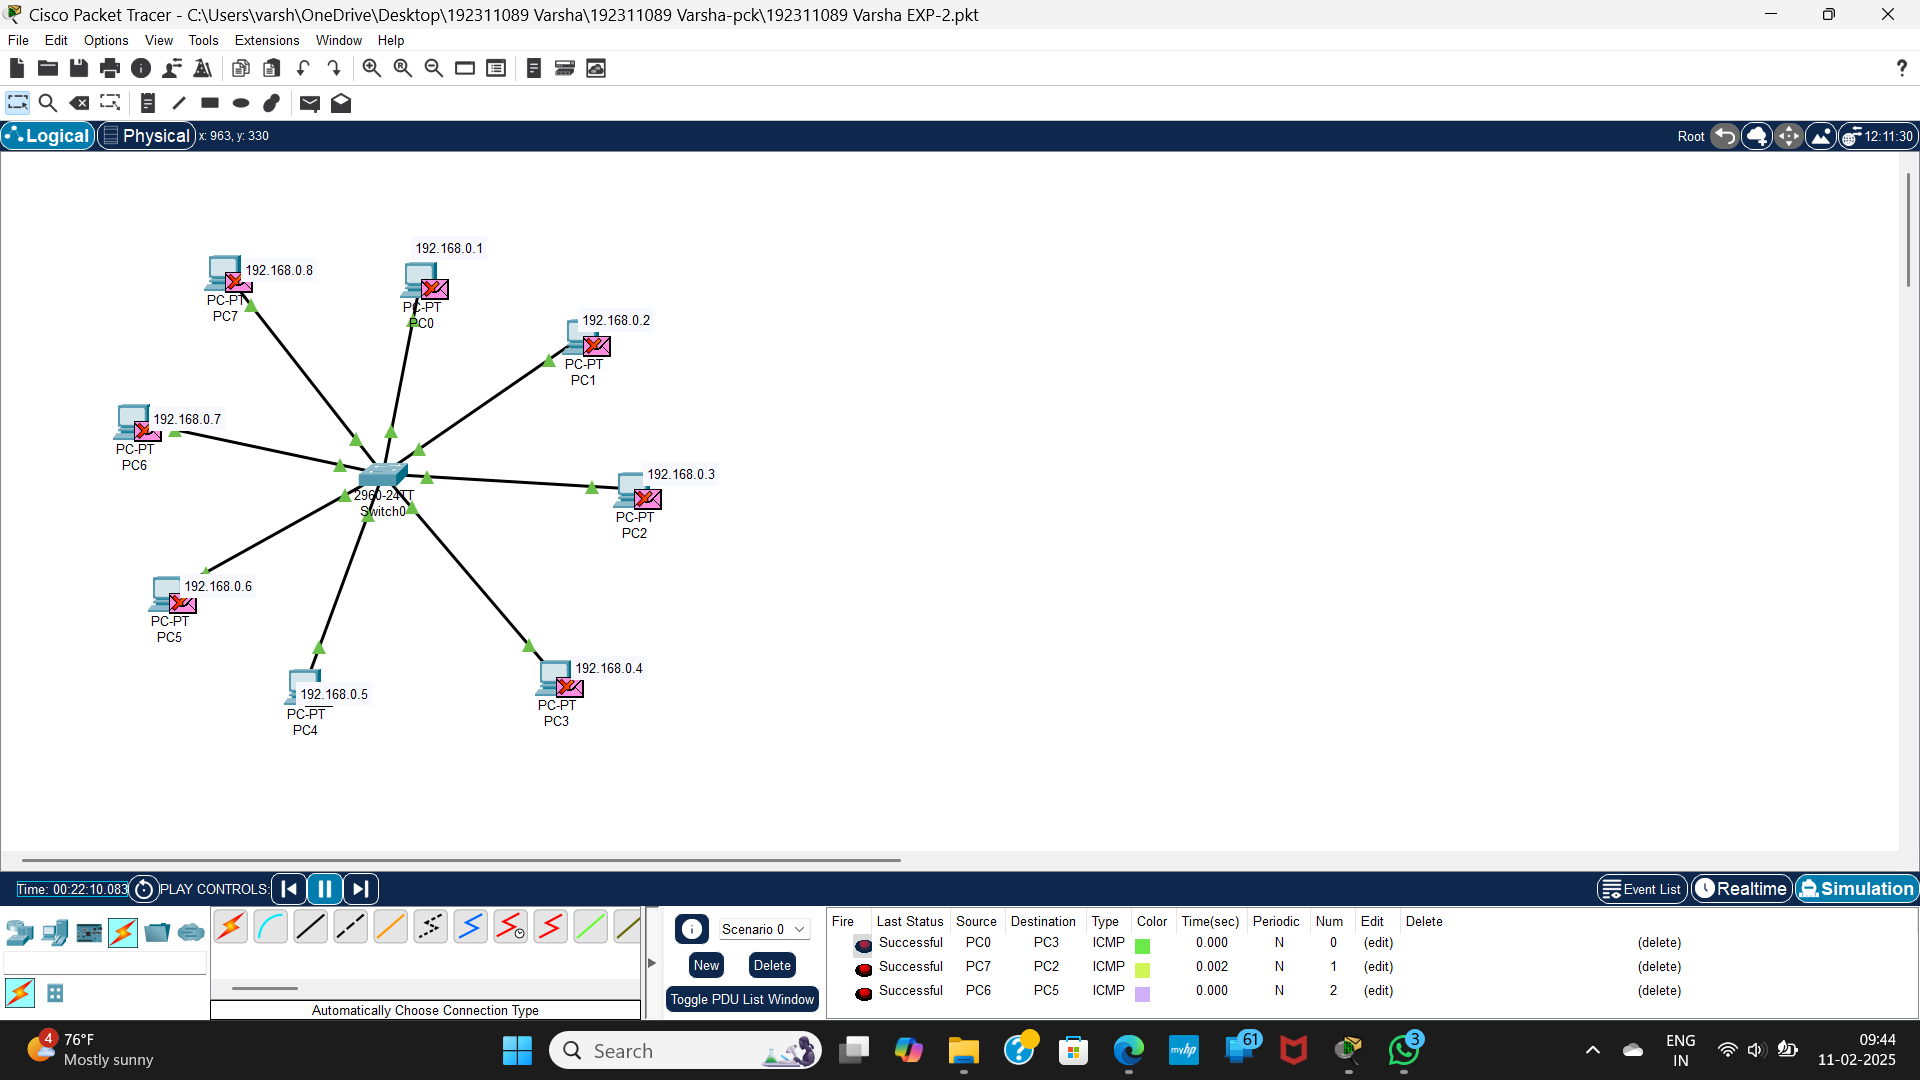 Cisco Packet Tracer - C:\Users\varsh\OneDrive\Desktop\192311089 Varsha\192311089 Varsha-pck\192311089 Varsha EXP-2.pkt
File Edit Options View Tools Extensions Window Help
?
Logical Physical x: 963, y: 330 Root 12:11:30
192.168.0.1
192.168.0.8
PC-PT
PC7
PC-PT
PC0
192.168.0.2
PC-PT
PC1
192.168.0.7
PC-PT
PC6
192.168.0.3
PC-PT
PC2
2960-24TT
Switch0
192.168.0.6
PC-PT
PC5
192.168.0.4
PC-PT
PC3
192.168.0.5
PC-PT
PC4
Time: 00:22:10.083 PLAY CONTROLS: Event List Realtime Simulation
Scenario 0
New Delete
Toggle PDU List Window
Automatically Choose Connection Type
Fire Last Status Source Destination Type Color Time(sec) Periodic Num Edit Delete
Successful PC0 PC3 ICMP 0.000 N 0 (edit) (delete)
Successful PC7 PC2 ICMP 0.002 N 1 (edit) (delete)
Successful PC6 PC5 ICMP 0.000 N 2 (edit) (delete)
4
76°F
Mostly sunny
Search
myhp
61
3
ENG
IN
09:44
11-02-2025